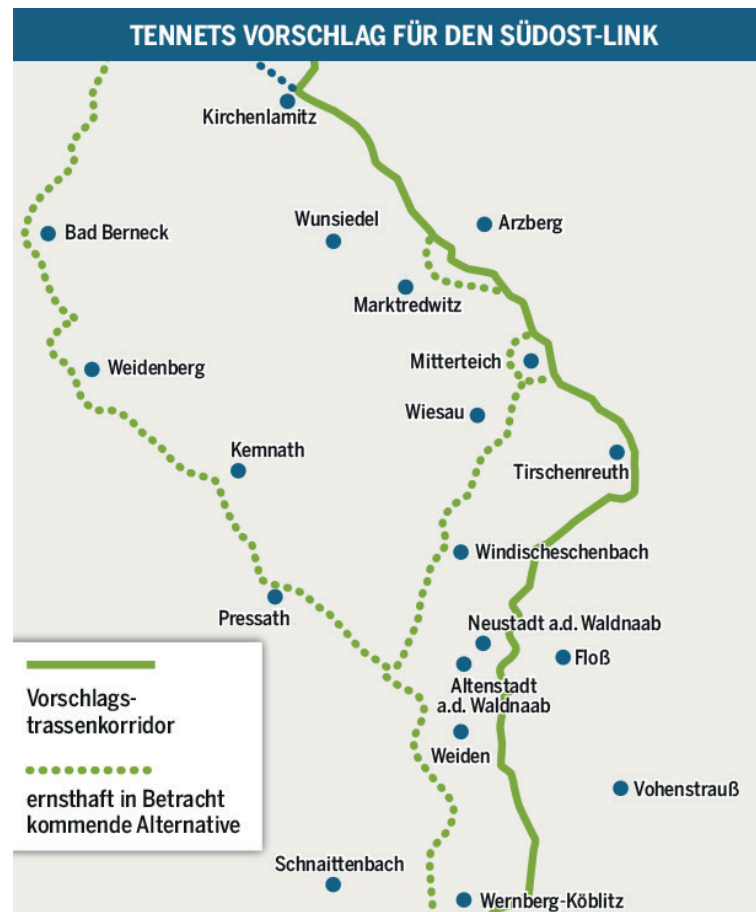 TENNETS VORSCHLAG FÜR DEN SÜDOST-LINK
Kirchenlamitz
Bad Berneck
Wunsiedel
Arzberg
Marktredwitz
Weidenberg
Mitterteich
Wiesau
Kemnath
Tirschenreuth
Windischeschenbach
Pressath
Neustadt a.d. Waldnaab
Floß
Altenstadt
a.d. Waldnaab
Weiden
Vohenstrauß
Schnaittenbach
Wernberg-Köblitz
Vorschlags-
trassenkorridor
ernsthaft in Betracht
kommende Alternative